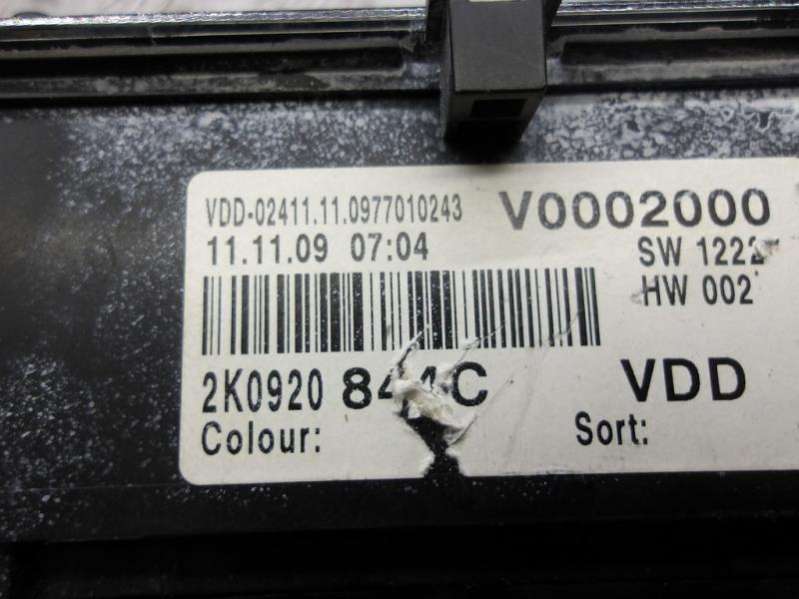 VDD-02411.11.0977010243 V0002000
11.11.09 07:04 SW 1222
HW 002
2K0920 VDD
Colour: Sort: